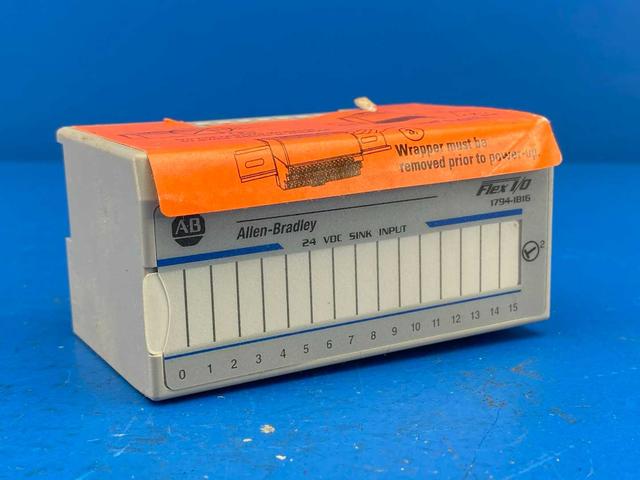 Wrapper must be
removed prior to power-up.
AB
Allen-Bradley
Flex I/O
1794-IB16
24 VDC SINK INPUT
2
0 1 2 3 4 5 6 7 8 9 10 11 12 13 14 15